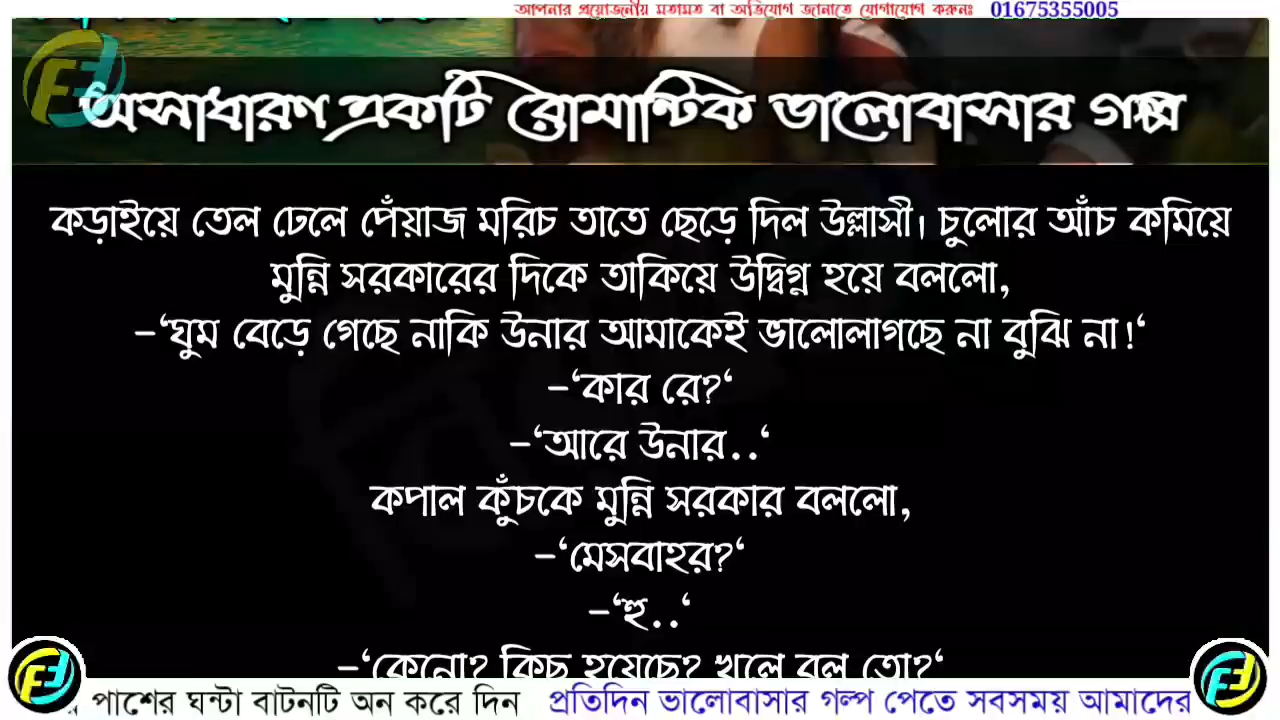 আপনার প্রয়োজনীয় মতামত বা অভিযোগ জানাতে যোগাযোগ করুনঃ 01675355005
অসাধারণ একটি রোমান্টিক ভালোবাসার গল্প
কড়াইয়ে তেল ঢেলে পেঁয়াজ মরিচ তাতে ছেড়ে দিল উল্লাসী। চুলোর আঁচ কমিয়ে
মুন্নি সরকারের দিকে তাকিয়ে উদ্বিগ্ন হয়ে বললো,
-‘ঘুম বেড়ে গেছে নাকি উনার আমাকেই ভালোলাগছে না বুঝি না!‘
-‘কার রে?‘
-‘আরে উনার..‘
কপাল কুঁচকে মুন্নি সরকার বললো,
-‘মেসবাহর?‘
-‘হু..‘
-‘কেনো? কিছু হয়েছে? খুলে বল তো?‘
পাশের ঘন্টা বাটনটি অন করে দিন প্রতিদিন ভালোবাসার গল্প পেতে সবসময় আমাদের